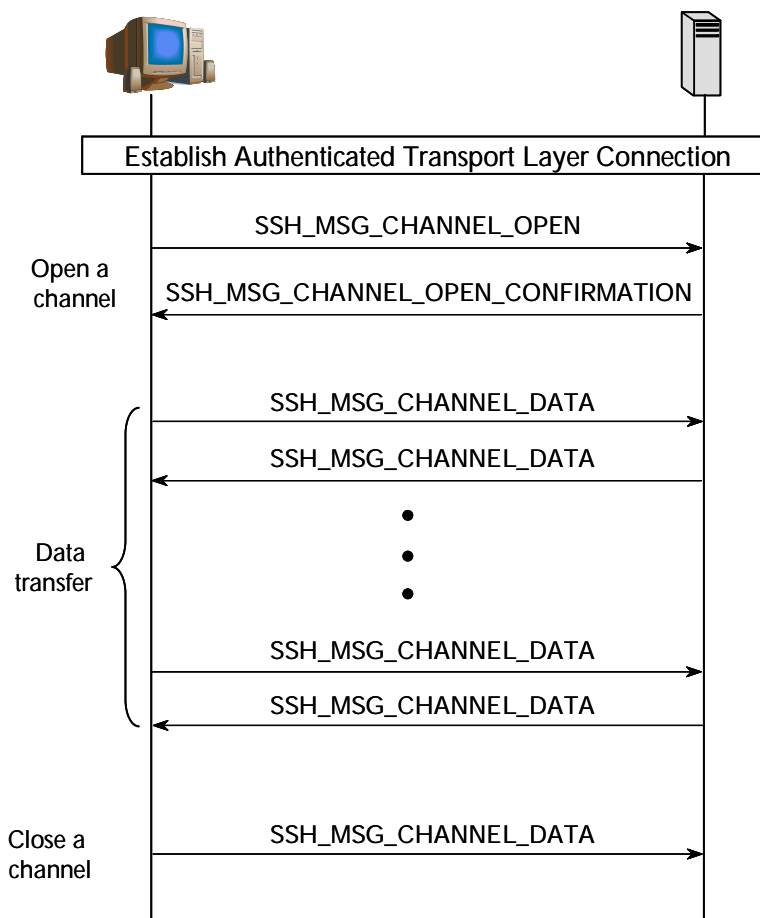 Establish Authenticated Transport Layer Connection
SSH_MSG_CHANNEL_OPEN
Open a
channel
SSH_MSG_CHANNEL_OPEN_CONFIRMATION
SSH_MSG_CHANNEL_DATA
SSH_MSG_CHANNEL_DATA
Data
transfer
SSH_MSG_CHANNEL_DATA
SSH_MSG_CHANNEL_DATA
Close a
channel
SSH_MSG_CHANNEL_DATA